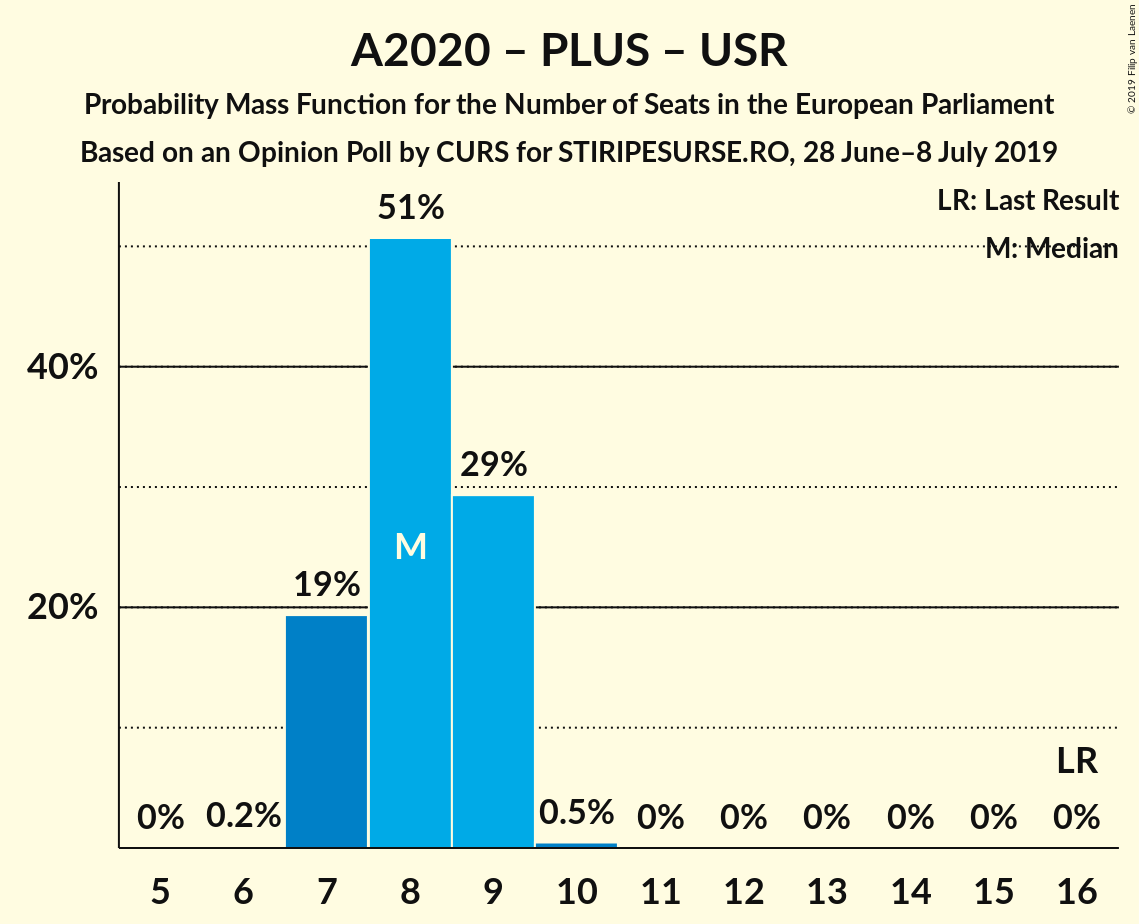 A2020 – PLUS – USR
Probability Mass Function for the Number of Seats in the European Parliament
Based on an Opinion Poll by CURS for STIRIPESURSE.RO, 28 June–8 July 2019
© 2019 Filip van Laenen
LR: Last Result
M: Median
51%
40%
29%
M
19%
20%
LR
0% 0.2% 0.5% 0% 0% 0% 0% 0% 0%
5 6 7 8 9 10 11 12 13 14 15 16